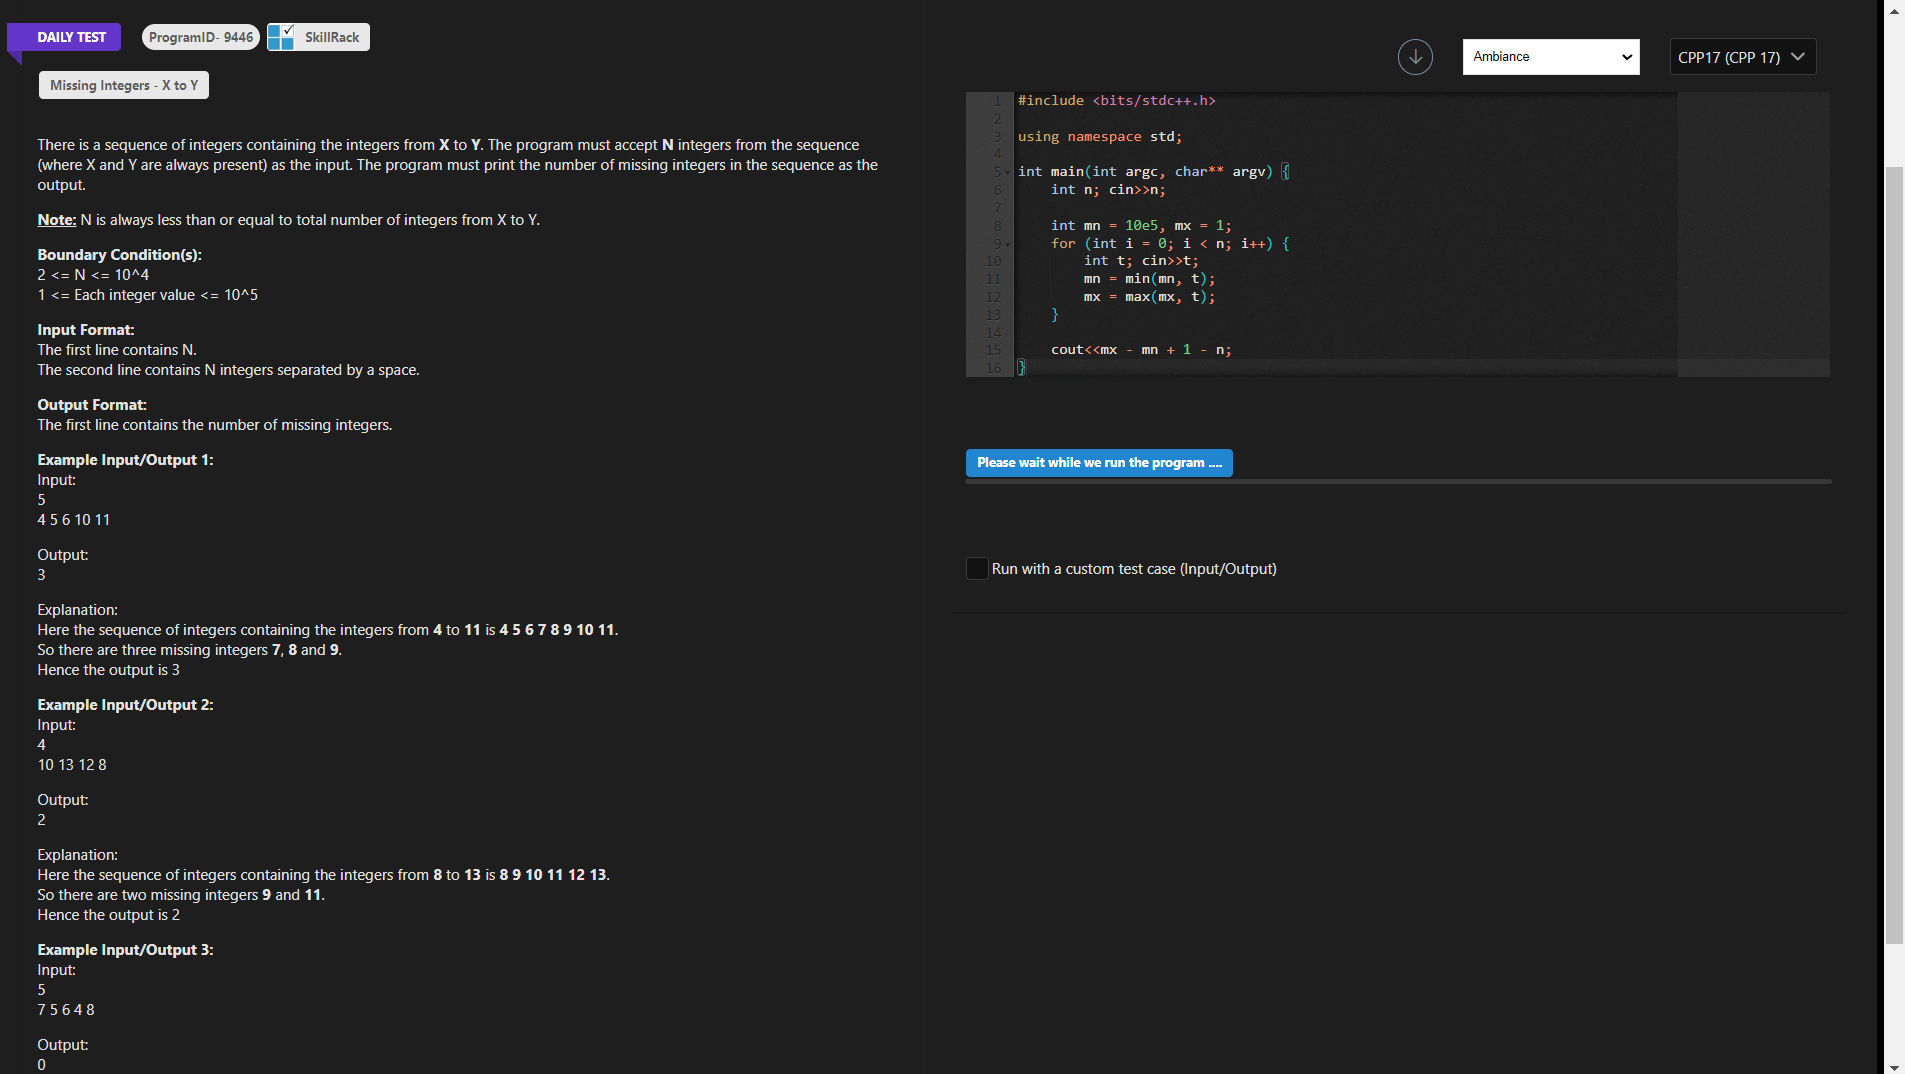 DAILY TEST
ProgramID- 9446
SkillRack
Missing Integers - X to Y
There is a sequence of integers containing the integers from X to Y. The program must accept N integers from the sequence
(where X and Y are always present) as the input. The program must print the number of missing integers in the sequence as the
output.
Note: N is always less than or equal to total number of integers from X to Y.
Boundary Condition(s):
2 <= N <= 10^4
1 <= Each integer value <= 10^5
Input Format:
The first line contains N.
The second line contains N integers separated by a space.
Output Format:
The first line contains the number of missing integers.
Example Input/Output 1:
Input:
5
4 5 6 10 11
Output:
3
Explanation:
Here the sequence of integers containing the integers from 4 to 11 is 4 5 6 7 8 9 10 11.
So there are three missing integers 7, 8 and 9.
Hence the output is 3
Example Input/Output 2:
Input:
4
10 13 12 8
Output:
2
Explanation:
Here the sequence of integers containing the integers from 8 to 13 is 8 9 10 11 12 13.
So there are two missing integers 9 and 11.
Hence the output is 2
Example Input/Output 3:
Input:
5
7 5 6 4 8
Output:
0
Ambiance
CPP17 (CPP 17)
1 #include <bits/stdc++.h>
2
3 using namespace std;
4
5 int main(int argc, char** argv) {
6     int n; cin>>n;
7
8     int mn = 10e5, mx = 1;
9     for (int i = 0; i < n; i++) {
10         int t; cin>>t;
11         mn = min(mn, t);
12         mx = max(mx, t);
13     }
14
15     cout<<mx - mn + 1 - n;
16 }
Please wait while we run the program ....
Run with a custom test case (Input/Output)